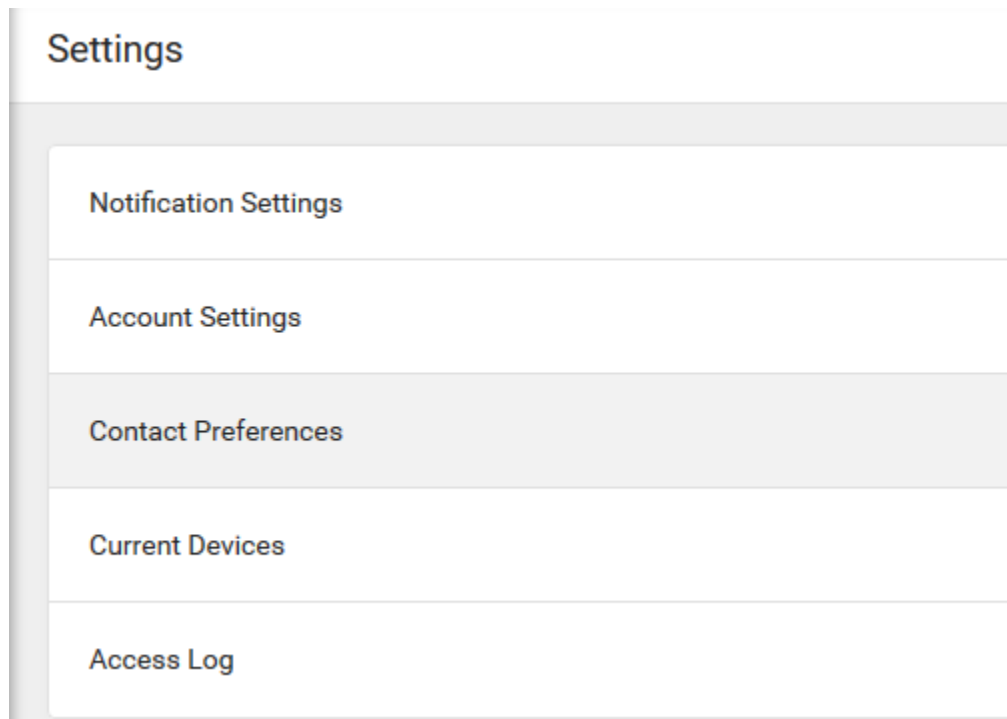 Settings
Notification Settings
Account Settings
Contact Preferences
Current Devices
Access Log